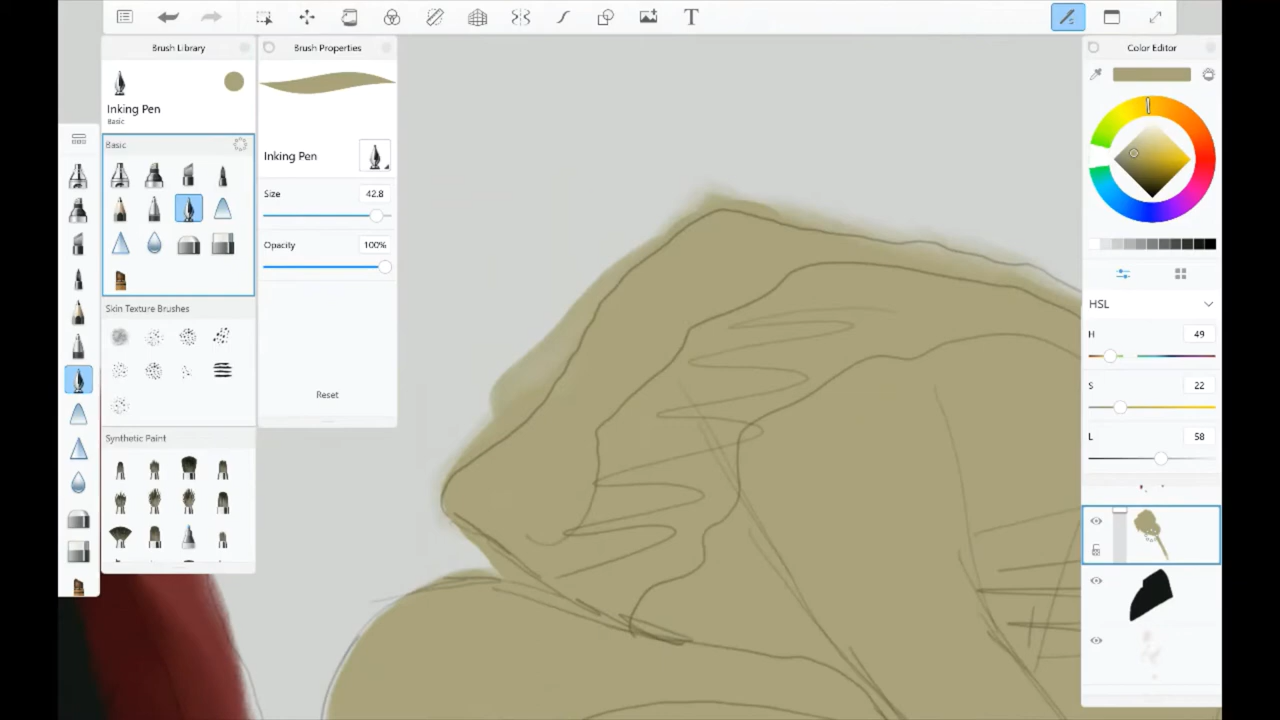 T
Brush Library
Brush Properties
Color Editor
Inking Pen
Basic
Basic
Inking Pen
Size
42.8
Opacity
100%
Skin Texture Brushes
Reset
Synthetic Paint
HSL
H
49
S
22
L
58